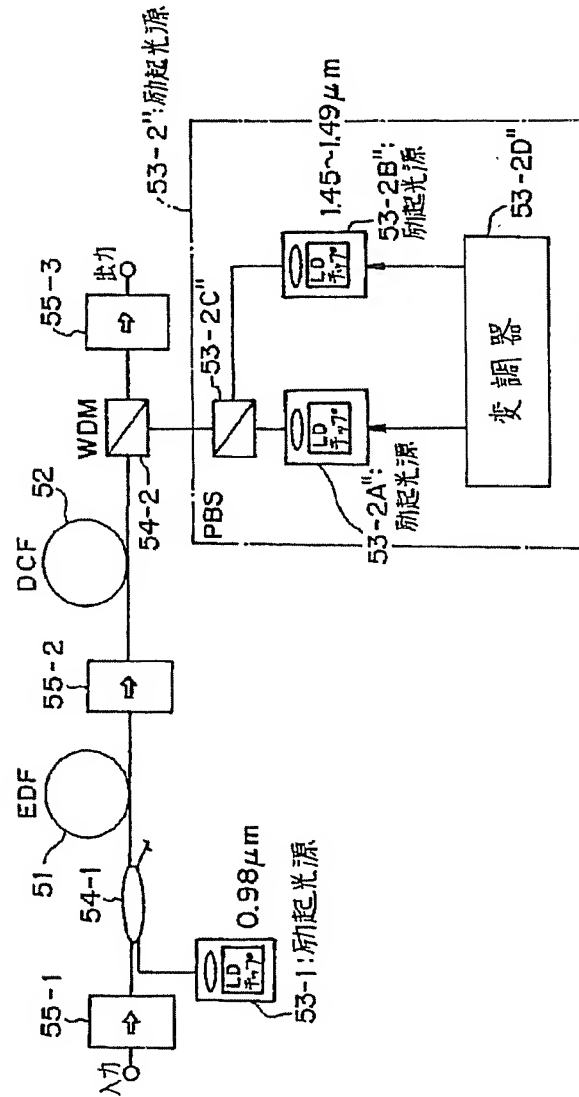 入力
55-1
54-1
51
EDF
0.98μm
LD
チップ
53-1:励起光源
55-2
DCF
52
WDM
54-2
55-3
出力
53-2":励起光源
PBS
53-2C"
1.45~1.49μm
LD
チップ
53-2A":
励起光源
LD
チップ
53-2B":
励起光源
変調器
53-2D"